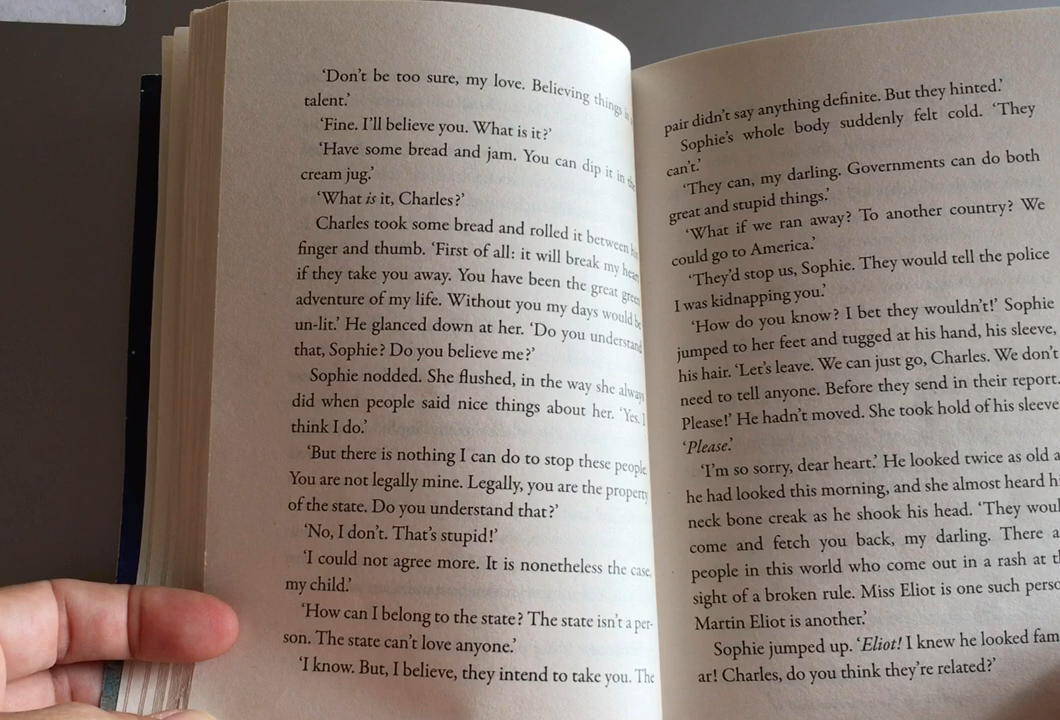 ‘Don’t be too sure, my love. Believing things is a
talent.’
‘Fine. I’ll believe you. What is it?’
‘Have some bread and jam. You can dip it in the
cream jug.’
‘What is it, Charles?’
Charles took some bread and rolled it between
finger and thumb. ‘First of all: it will break my heart
if they take you away. You have been the great green
adventure of my life. Without you my days would be
un-lit.’ He glanced down at her. ‘Do you understand
that, Sophie? Do you believe me?’
Sophie nodded. She flushed, in the way she always
did when people said nice things about her. ‘Yes. I
think I do.’
‘But there is nothing I can do to stop these people.
You are not legally mine. Legally, you are the property
of the state. Do you understand that?’
‘No, I don’t. That’s stupid!’
‘I could not agree more. It is nonetheless the case,
my child.’
‘How can I belong to the state? The state isn’t a per-
son. The state can’t love anyone.’
‘I know. But, I believe, they intend to take you. The
pair didn’t say anything definite. But they hinted.’
Sophie’s whole body suddenly felt cold. ‘They
can’t.’
‘They can, my darling. Governments can do both
great and stupid things.’
‘What if we ran away? To another country? We
could go to America.’
‘They’d stop us, Sophie. They would tell the police
I was kidnapping you.’
‘How do you know? I bet they wouldn’t!’ Sophie
jumped to her feet and tugged at his hand, his sleeve,
his hair. ‘Let’s leave. We can just go, Charles. We don’t
need to tell anyone. Before they send in their report.
Please!’ He hadn’t moved. She took hold of his sleeve
‘Please.’
‘I’m so sorry, dear heart.’ He looked twice as old a
he had looked this morning, and she almost heard hi
neck bone creak as he shook his head. ‘They woul
come and fetch you back, my darling. There a
people in this world who come out in a rash at th
sight of a broken rule. Miss Eliot is one such perso
Martin Eliot is another.’
Sophie jumped up. ‘Eliot! I knew he looked fam
ar! Charles, do you think they’re related?’